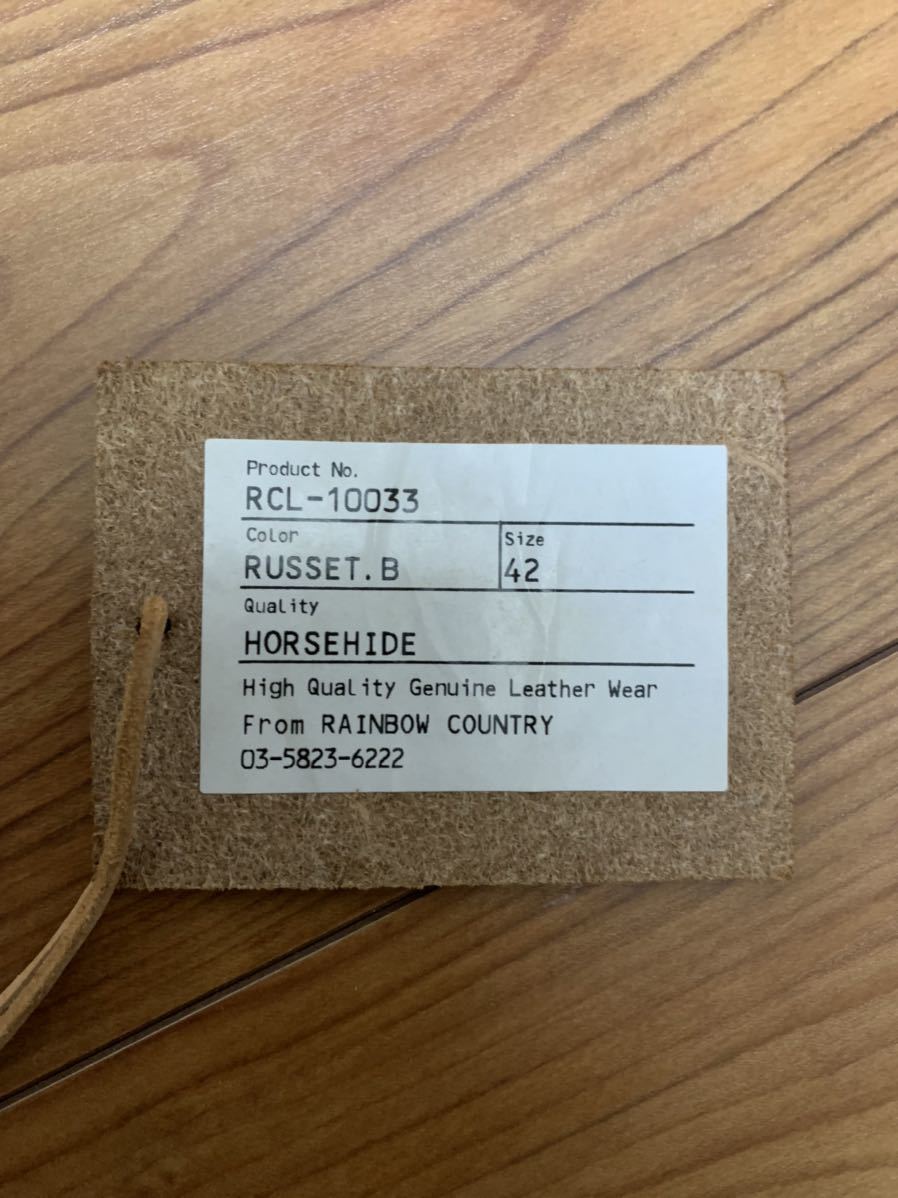 Product No.
RCL-10033
Color
RUSSET.B
Size
42
Quality
HORSEHIDE
High Quality Genuine Leather Wear
From RAINBOW COUNTRY
03-5823-6222